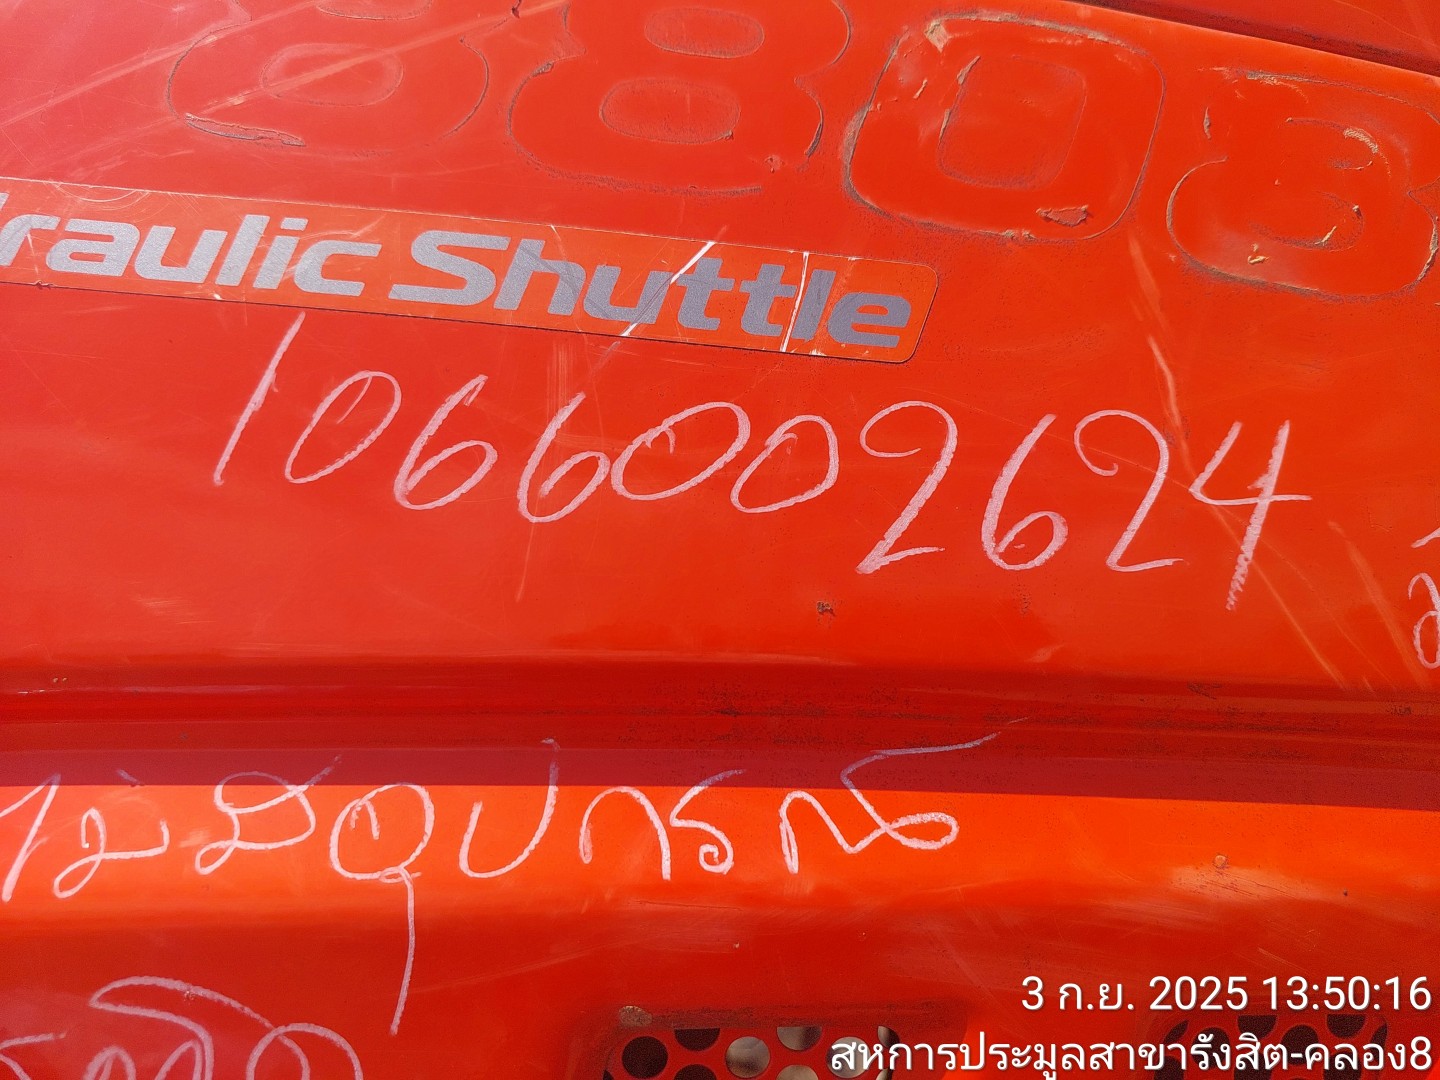 8808
raulic Shuttle
1066002624
ไม่มีอุปกรณ์
3 ก.ย. 2025 13:50:16
สหการประมูลสาขารังสิต-คลอง8